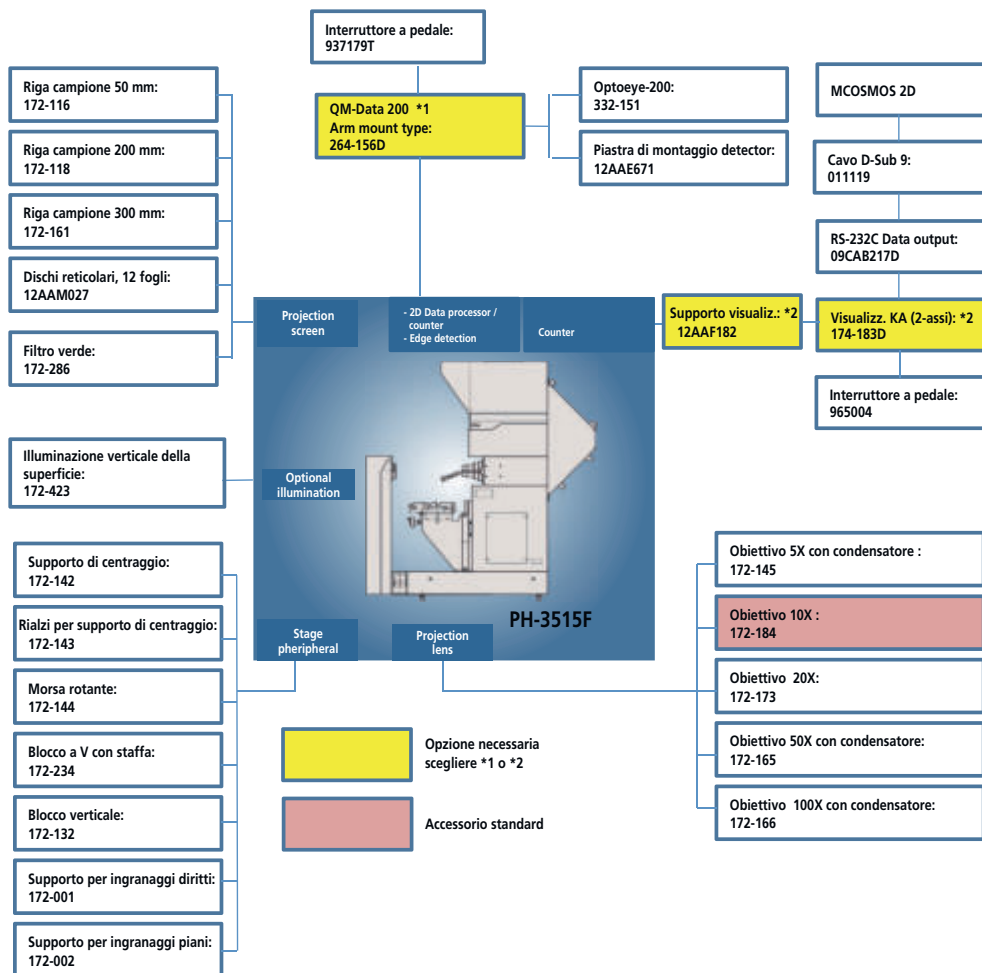 Interruttore a pedale:
937179T
Riga campione 50 mm:
172-116
Riga campione 200 mm:
172-118
Riga campione 300 mm:
172-161
Dischi reticolari, 12 fogli:
12AAM027
Filtro verde:
172-286
QM-Data 200 *1
Arm mount type:
264-156D
Optoeye-200:
332-151
Piastra di montaggio detector:
12AAE671
MCOSMOS 2D
Cavo D-Sub 9:
011119
RS-232C Data output:
09CAB217D
Projection
screen
- 2D Data processor /
counter
- Edge detection
Counter
Supporto visualiz.: *2
12AAF182
Visualizz. KA (2-assi): *2
174-183D
Interruttore a pedale:
965004
Illuminazione verticale della
superficie:
172-423
Optional
illumination
PH-3515F
Stage
pheripheral
Projection
lens
Supporto di centraggio:
172-142
Rialzi per supporto di centraggio:
172-143
Morsa rotante:
172-144
Blocco a V con staffa:
172-234
Blocco verticale:
172-132
Supporto per ingranaggi diritti:
172-001
Supporto per ingranaggi piani:
172-002
Opzione necessaria
scegliere *1 o *2
Accessorio standard
Obiettivo 5X con condensatore :
172-145
Obiettivo 10X :
172-184
Obiettivo 20X:
172-173
Obiettivo 50X con condensatore:
172-165
Obiettivo 100X con condensatore:
172-166